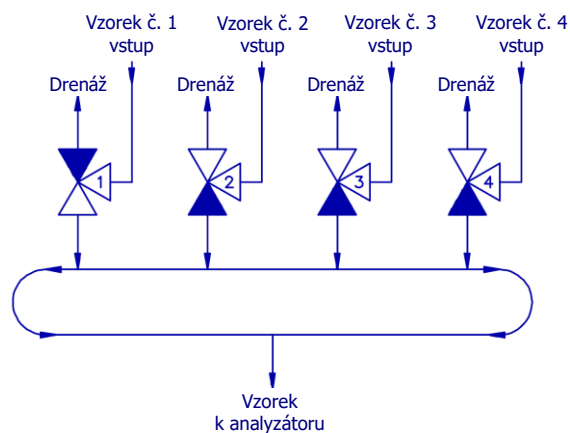 Vzorek č. 1
vstup
Vzorek č. 2
vstup
Vzorek č. 3
vstup
Vzorek č. 4
vstup
Drenáž
Drenáž
Drenáž
Drenáž
1
2
3
4
Vzorek
k analyzátoru